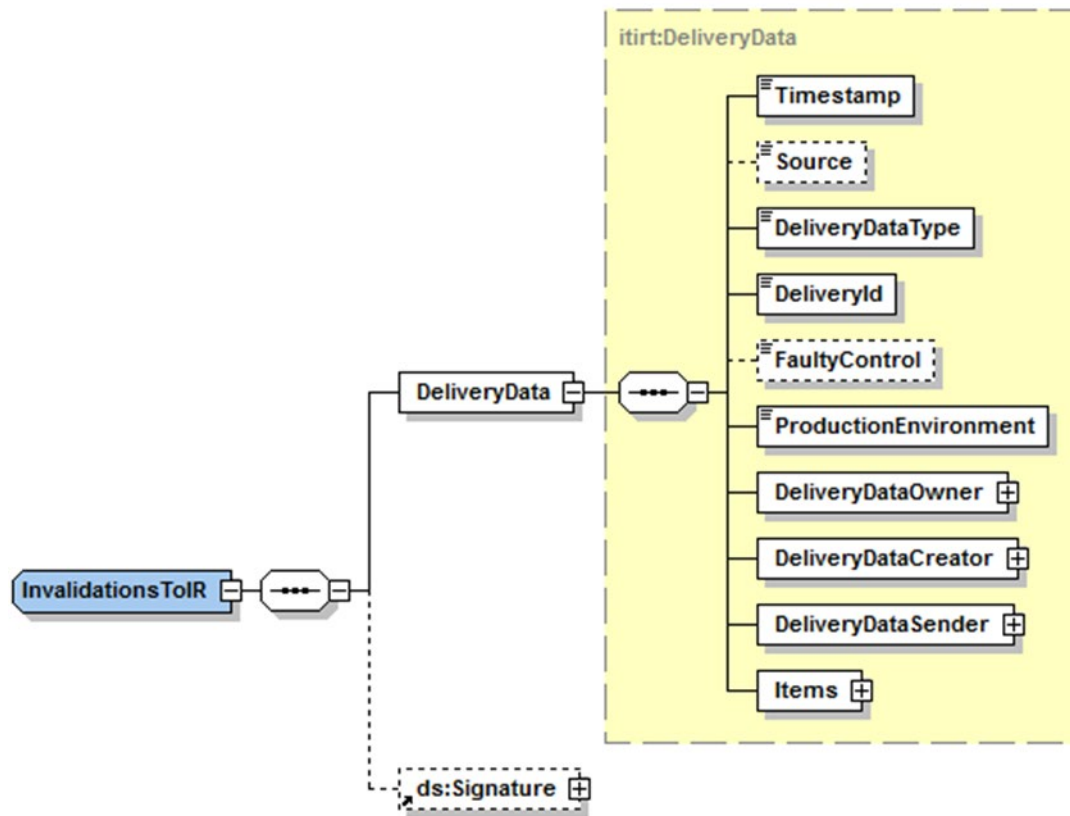 itirt:DeliveryData
Timestamp
Source
DeliveryDataType
DeliveryId
FaultyControl
DeliveryData
ProductionEnvironment
DeliveryDataOwner
DeliveryDataCreator
InvalidationsToIR
DeliveryDataSender
Items
ds:Signature